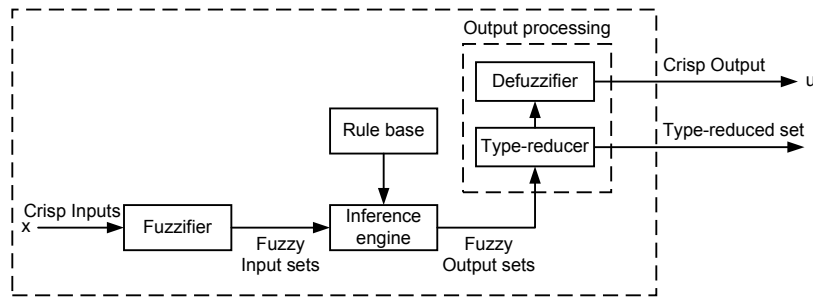 Output processing
Defuzzifier
Crisp Output
u
Rule base
Type-reducer
Type-reduced set
Crisp Inputs
x
Fuzzifier
Inference
engine
Fuzzy
Input sets
Fuzzy
Output sets